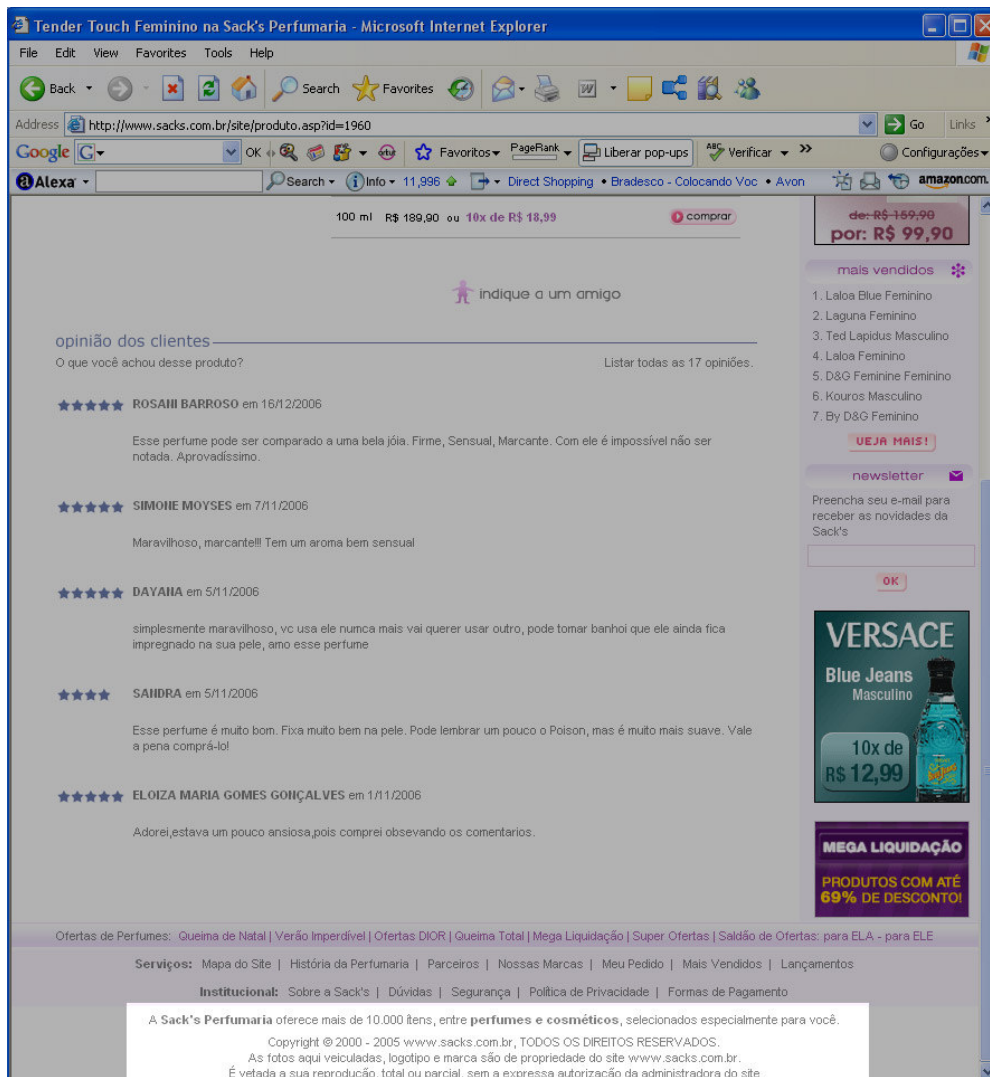 Tender Touch Feminino na Sack's Perfumaria - Microsoft Internet Explorer
File Edit View Favorites Tools Help
Back Search Favorites
Address http://www.sacks.com.br/site/produto.asp?id=1960 Go Links
Google G OK orkut Favoritos PageRank Liberar pop-ups ABC Verificar Configurações
Alexa Search Info 11,996 Direct Shopping Bradesco - Colocando Voc Avon amazon.com.
100 ml R$ 189,90 ou 10x de R$ 18,99 comprar
indique a um amigo
opinião dos clientes
O que você achou desse produto? Listar todas as 17 opiniões.
ROSANI BARROSO em 16/12/2006
Esse perfume pode ser comparado a uma bela jóia. Firme, Sensual, Marcante. Com ele é impossível não ser
notada. Aprovadíssimo.
SIMONE MOYSES em 7/11/2006
Maravilhoso, marcante!!! Tem um aroma bem sensual
DAYANA em 5/11/2006
simplesmente maravilhoso, vc usa ele numca mais vai querer usar outro, pode tomar banhoi que ele ainda fica
impregnado na sua pele, amo esse perfume
SANDRA em 5/11/2006
Esse perfume é muito bom. Fixa muito bem na pele. Pode lembrar um pouco o Poison, mas é muito mais suave. Vale
a pena comprá-lo!
ELOIZA MARIA GOMES GONÇALVES em 1/11/2006
Adorei,estava um pouco ansiosa,pois comprei obsevando os comentarios.
de: R$ 159,90
por: R$ 99,90
mais vendidos
1. Laloa Blue Feminino
2. Laguna Feminino
3. Ted Lapidus Masculino
4. Laloa Feminino
5. D&G Feminine Feminino
6. Kouros Masculino
7. By D&G Feminino
VEJA MAIS!
newsletter
Preencha seu e-mail para
receber as novidades da
Sack's
OK
VERSACE
Blue Jeans
Masculino
10x de
R$ 12,99
MEGA LIQUIDAÇÃO
PRODUTOS COM ATÉ
69% DE DESCONTO!
Ofertas de Perfumes: Queima de Natal | Verão Imperdível | Ofertas DIOR | Queima Total | Mega Liquidação | Super Ofertas | Saldão de Ofertas: para ELA - para ELE
Serviços: Mapa do Site | História da Perfumaria | Parceiros | Nossas Marcas | Meu Pedido | Mais Vendidos | Lançamentos
Institucional: Sobre a Sack's | Dúvidas | Segurança | Política de Privacidade | Formas de Pagamento
A Sack's Perfumaria oferece mais de 10.000 ítens, entre perfumes e cosméticos, selecionados especialmente para você.
Copyright © 2000 - 2005 www.sacks.com.br, TODOS OS DIREITOS RESERVADOS.
As fotos aqui veiculadas, logotipo e marca são de propriedade do site www.sacks.com.br.
É vetada a sua reprodução, total ou parcial, sem a expressa autorização da administradora do site